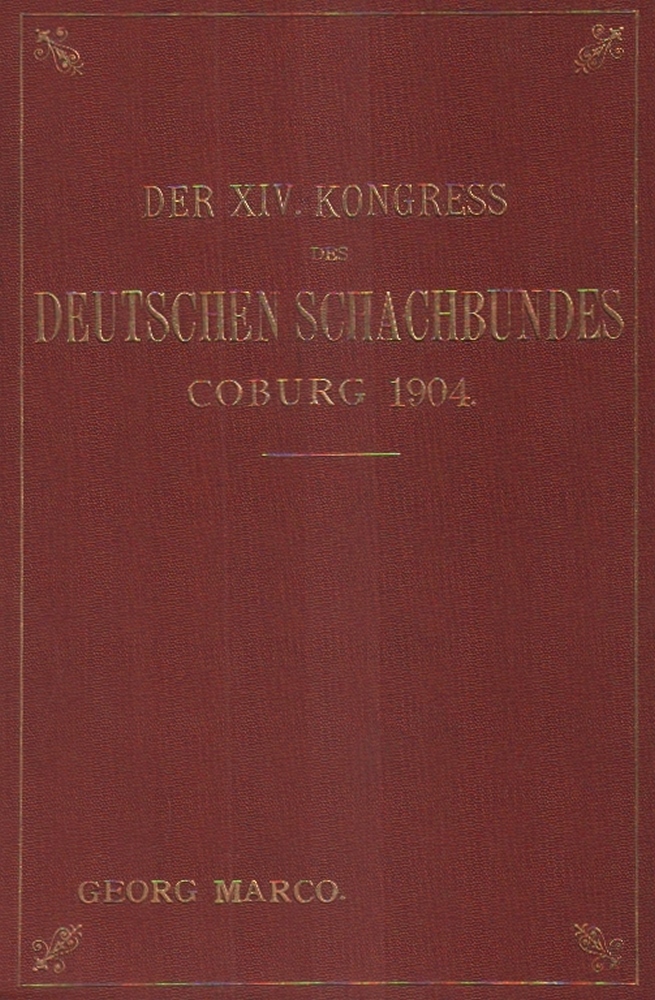 DER XIV. KONGRESS
DES
DEUTSCHEN SCHACHBUNDES
COBURG 1904.
GEORG MARCO.